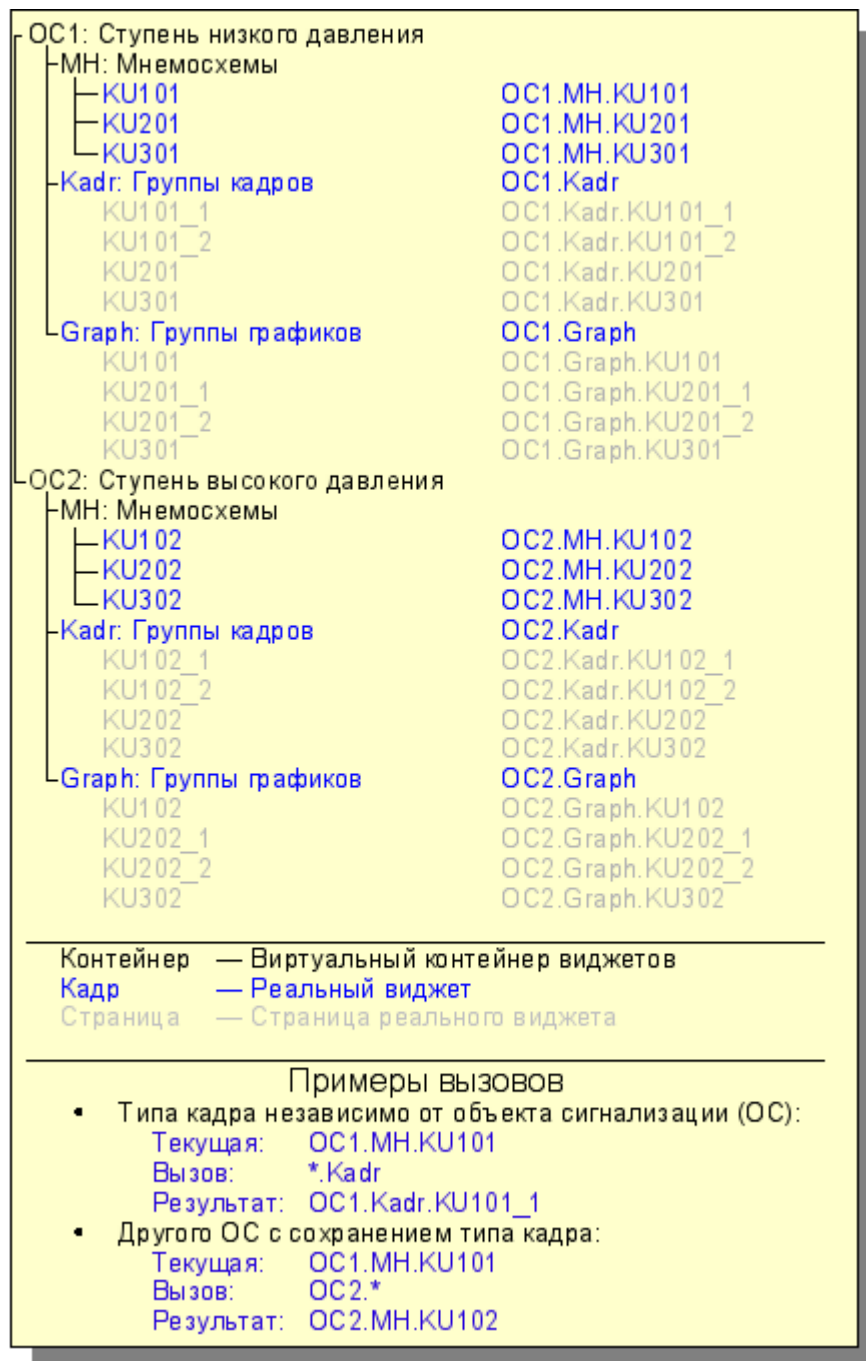 ОС1: Ступень низкого давления
МН: Мнемосхемы
KU101 ОС1.МН.KU101
KU201 ОС1.МН.KU201
KU301 ОС1.МН.KU301
Kadr: Группы кадров ОС1.Kadr
KU101_1 ОС1.Kadr.KU101_1
KU101_2 ОС1.Kadr.KU101_2
KU201 ОС1.Kadr.KU201
KU301 ОС1.Kadr.KU301
Graph: Группы графиков ОС1.Graph
KU101 ОС1.Graph.KU101
KU201_1 ОС1.Graph.KU201_1
KU201_2 ОС1.Graph.KU201_2
KU301 ОС1.Graph.KU301
ОС2: Ступень высокого давления
МН: Мнемосхемы
KU102 ОС2.МН.KU102
KU202 ОС2.МН.KU202
KU302 ОС2.МН.KU302
Kadr: Группы кадров ОС2.Kadr
KU102_1 ОС2.Kadr.KU102_1
KU102_2 ОС2.Kadr.KU102_2
KU202 ОС2.Kadr.KU202
KU302 ОС2.Kadr.KU302
Graph: Группы графиков ОС2.Graph
KU102 ОС2.Graph.KU102
KU202_1 ОС2.Graph.KU202_1
KU202_2 ОС2.Graph.KU202_2
KU302 ОС2.Graph.KU302
Контейнер — Виртуальный контейнер виджетов
Кадр — Реальный виджет
Страница — Страница реального виджета
Примеры вызовов
• Типа кадра независимо от объекта сигнализации (ОС):
Текущая: ОС1.МН.KU101
Вызов: *.Kadr
Результат: ОС1.Kadr.KU101_1
• Другого ОС с сохранением типа кадра:
Текущая: ОС1.МН.KU101
Вызов: ОС2.*
Результат: ОС2.МН.KU102